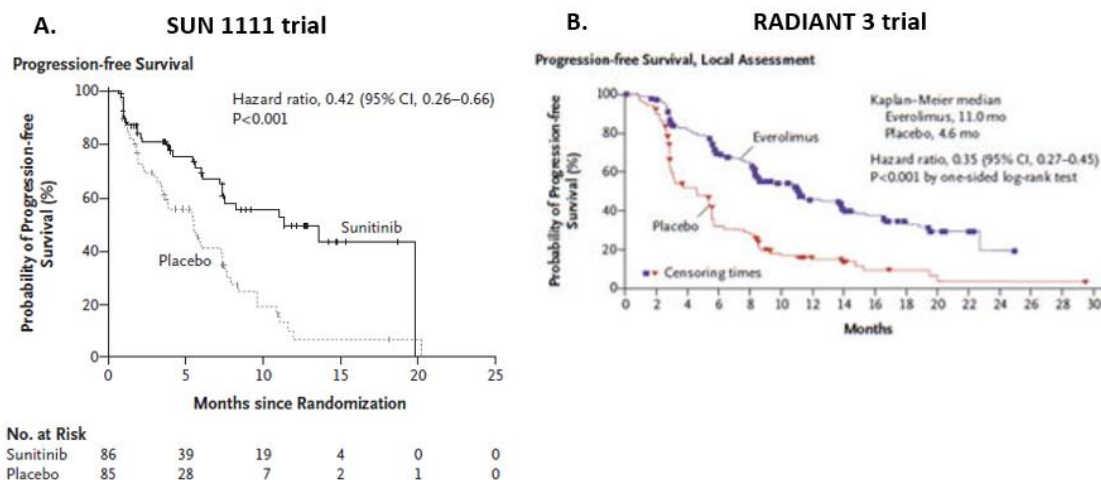 A. SUN 1111 trial
Progression-free Survival
Probability of Progression-free
Survival (%)
100
80
60
40
20
0
Hazard ratio, 0.42 (95% CI, 0.26–0.66)
P<0.001
Sunitinib
Placebo
0 5 10 15 20 25
Months since Randomization
No. at Risk
Sunitinib 86 39 19 4 0 0
Placebo 85 28 7 2 1 0
B. RADIANT 3 trial
Progression-free Survival, Local Assessment
Probability of Progression-free
Survival (%)
100
80
60
40
20
0
Kaplan–Meier median
Everolimus, 11.0 mo
Placebo, 4.6 mo
Hazard ratio, 0.35 (95% CI, 0.27–0.45)
P<0.001 by one-sided log-rank test
Everolimus
Placebo
Censoring times
0 2 4 6 8 10 12 14 16 18 20 22 24 26 28 30
Months